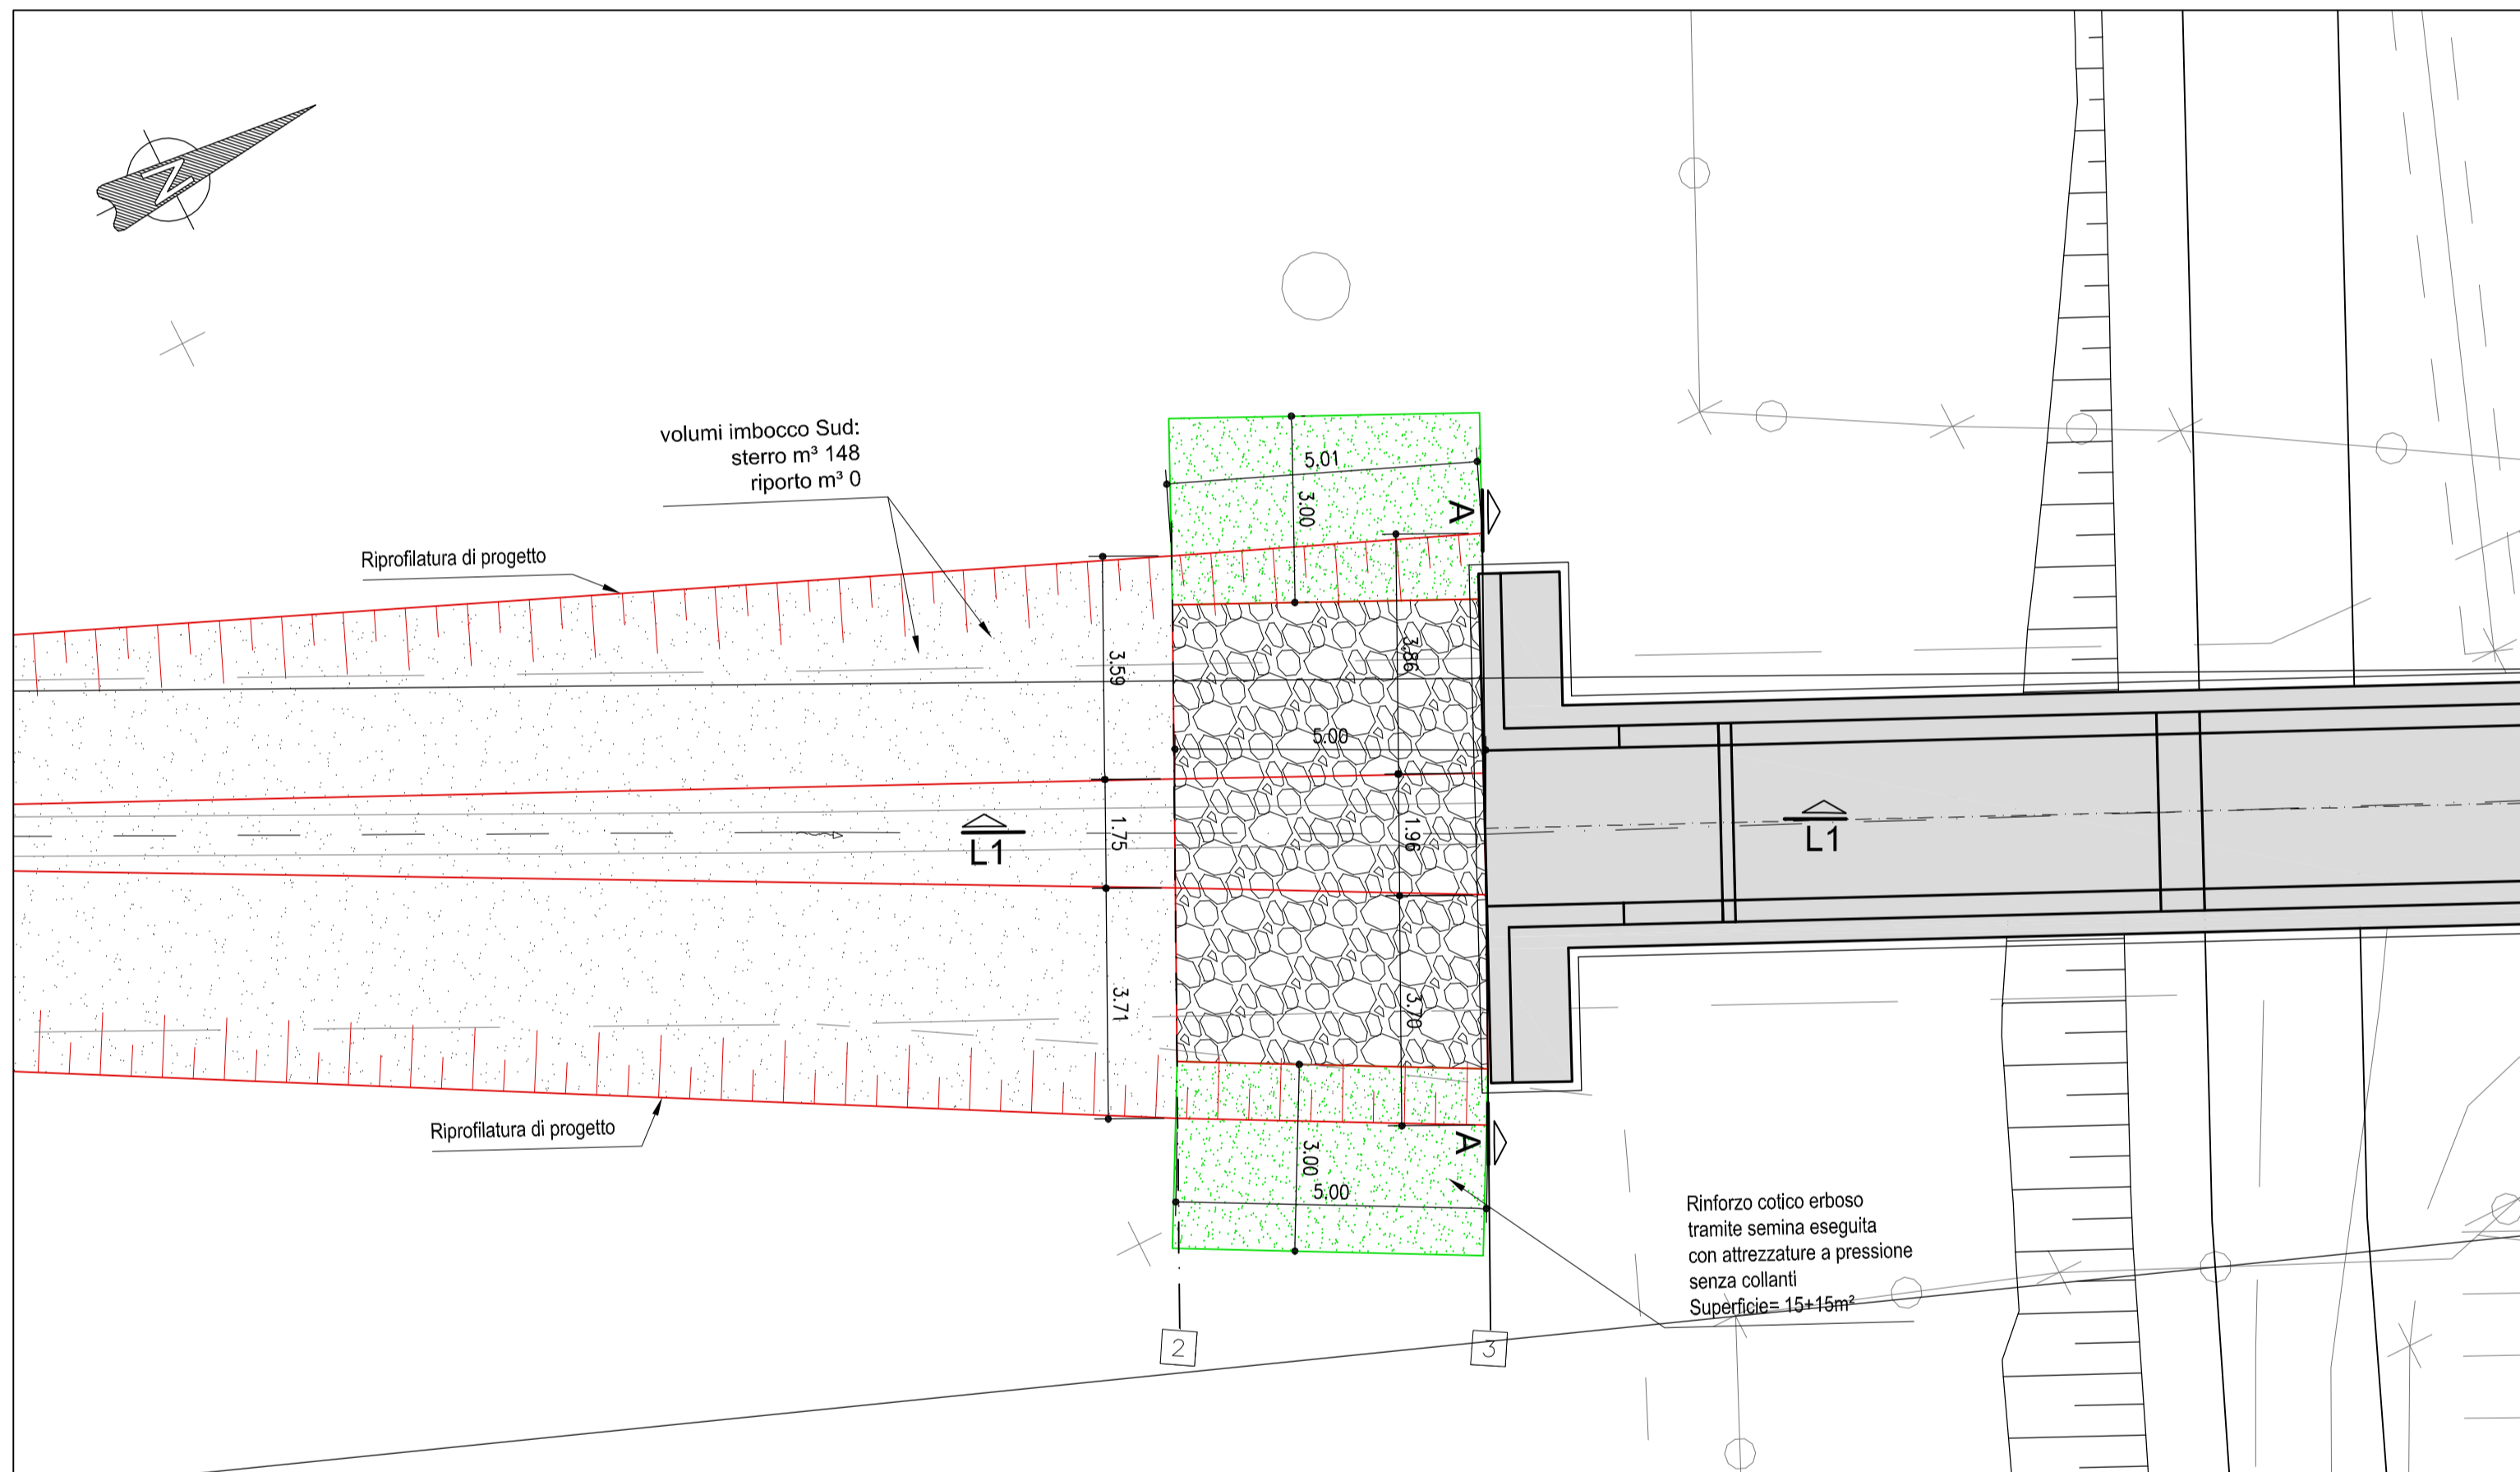 N
volumi imbocco Sud:
sterro m³ 148
riporto m³ 0
Riprofilatura di progetto
5.01
3.00
A
3.59
3.86
5.00
1.75
1.96
L1
L1
3.71
3.70
Riprofilatura di progetto
3.00
A
5.00
Rinforzo cotico erboso
tramite semina eseguita
con attrezzature a pressione
senza collanti
Superficie= 15+15m²
2
3